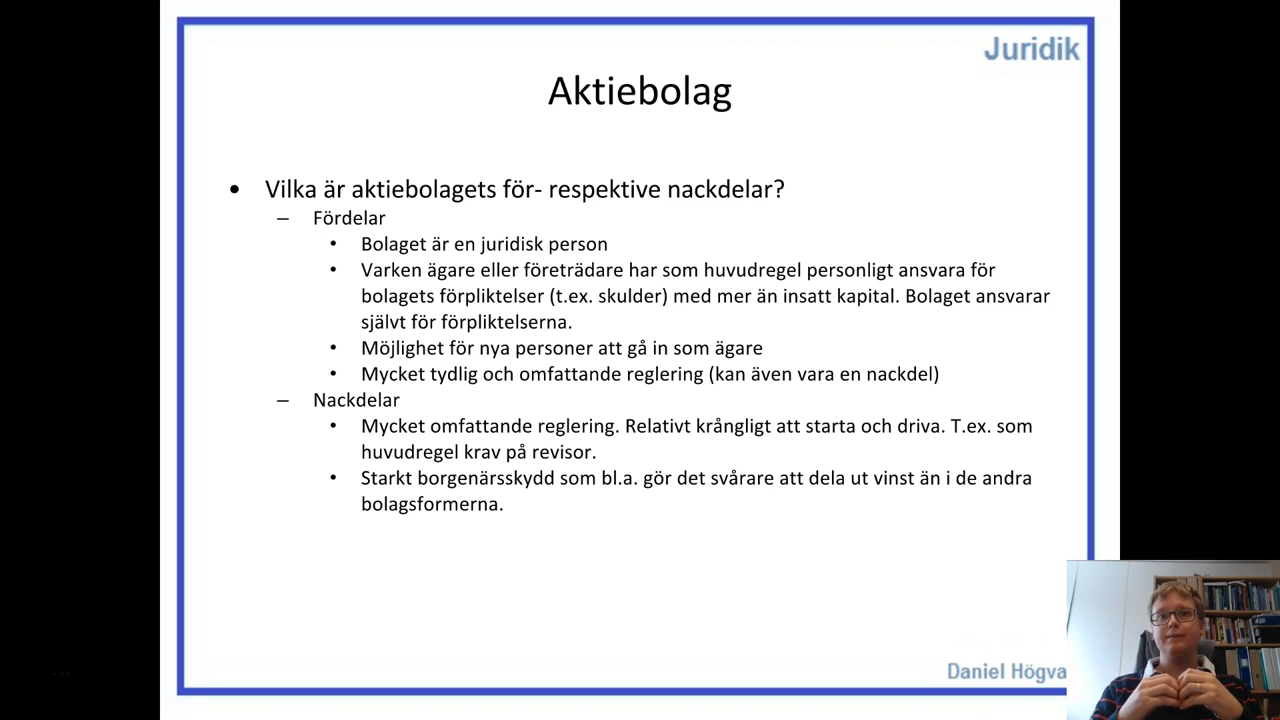 Juridik
Aktiebolag
• Vilka är aktiebolagets för- respektive nackdelar?
– Fördelar
• Bolaget är en juridisk person
• Varken ägare eller företrädare har som huvudregel personligt ansvara för
bolagets förpliktelser (t.ex. skulder) med mer än insatt kapital. Bolaget ansvarar
självt för förpliktelserna.
• Möjlighet för nya personer att gå in som ägare
• Mycket tydlig och omfattande reglering (kan även vara en nackdel)
– Nackdelar
• Mycket omfattande reglering. Relativt krångligt att starta och driva. T.ex. som
huvudregel krav på revisor.
• Starkt borgenärsskydd som bl.a. gör det svårare att dela ut vinst än i de andra
bolagsformerna.
Daniel Högva